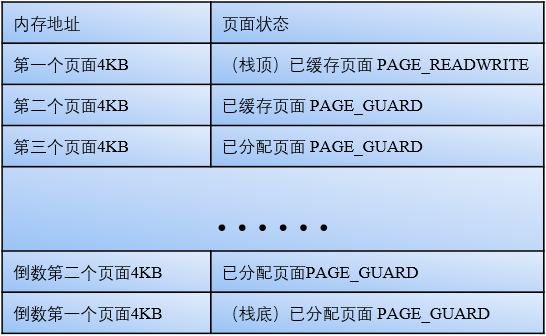 内存地址 页面状态
第一个页面4KB （栈顶）已缓存页面 PAGE_READWRITE
第二个页面4KB 已缓存页面 PAGE_GUARD
第三个页面4KB 已分配页面 PAGE_GUARD
• • • • • •
倒数第二个页面4KB 已分配页面PAGE_GUARD
倒数第一个页面4KB （栈底）已分配页面 PAGE_GUARD